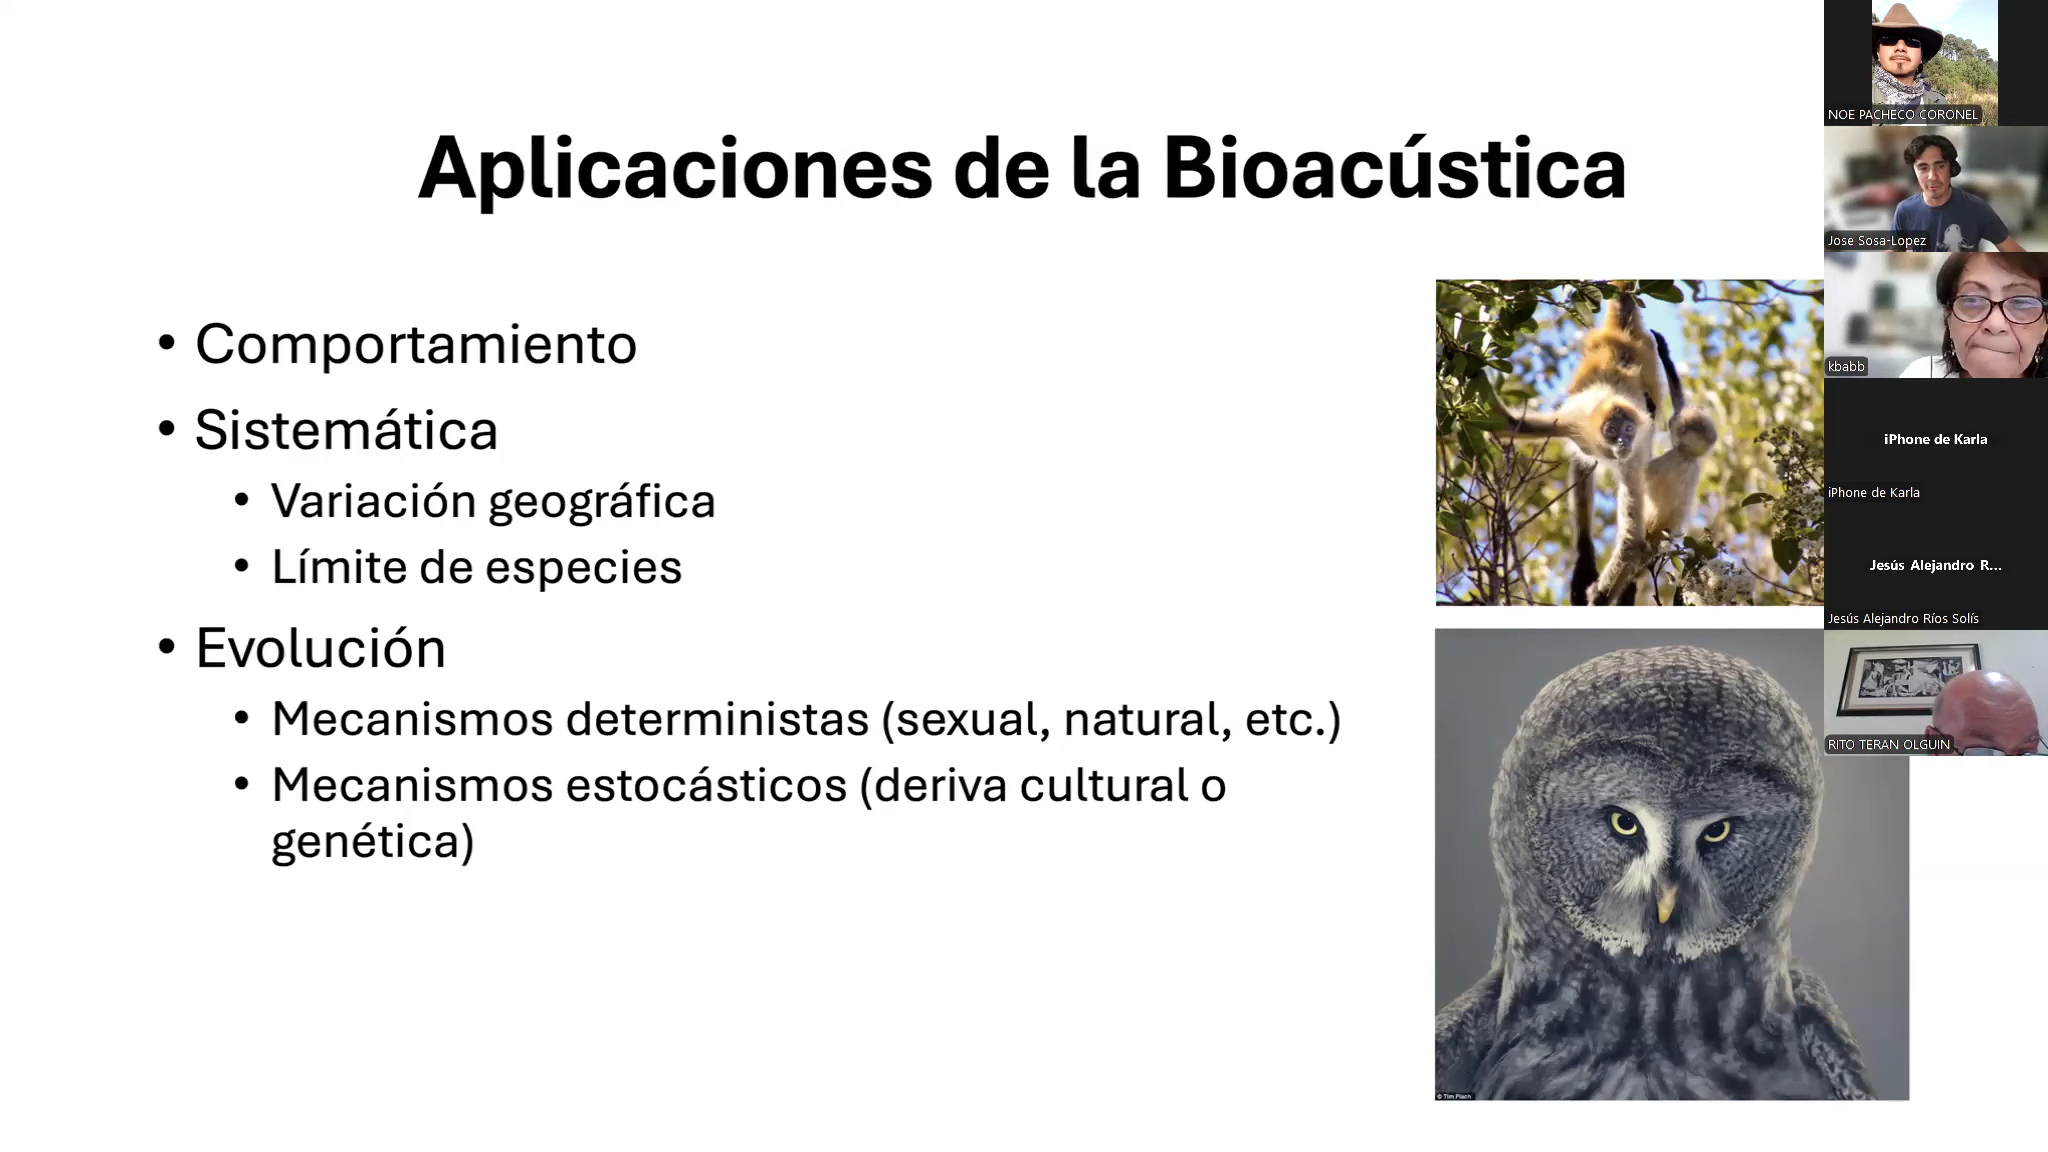 Aplicaciones de la Bioacústica
• Comportamiento
• Sistemática
• Variación geográfica
• Límite de especies
• Evolución
• Mecanismos deterministas (sexual, natural, etc.)
• Mecanismos estocásticos (deriva cultural o
genética)
© Tim Flach
NOE PACHECO CORONEL
Jose Sosa-Lopez
kbabb
iPhone de Karla
iPhone de Karla
Jesús Alejandro R...
Jesús Alejandro Ríos Solís
RITO TERAN OLGUIN